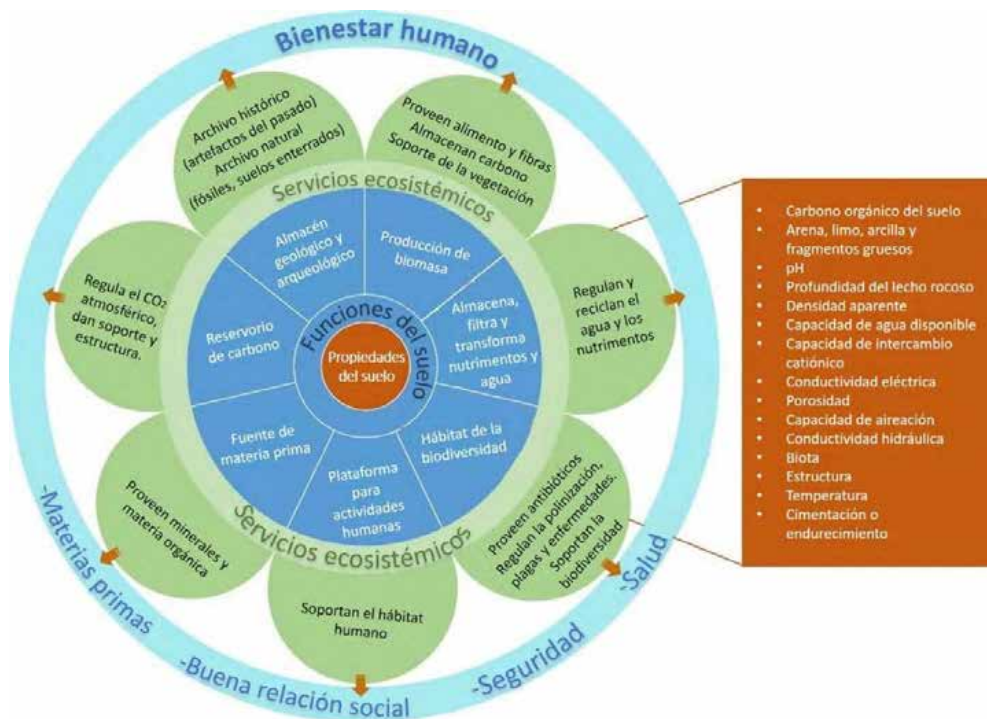 Bienestar humano
Archivo histórico
(artefactos del pasado)
Archivo natural
(fósiles, suelos enterrados)
Proveen alimento y fibras
Almacenan carbono
Soporte de la vegetación
Servicios ecosistémicos
Almacén
geológico y
arqueológico
Producción de
biomasa
Regula el CO₂
atmosférico,
dan soporte y
estructura.
Reservorio
de carbono
Funciones del suelo
Propiedades
del suelo
Almacena,
filtra y
transforma
nutrimentos y
agua
Regulan y
reciclan el
agua y los
nutrimentos
Fuente de
materia prima
Plataforma
para
actividades
humanas
Hábitat de la
biodiversidad
Proveen minerales y
materia orgánica
Servicios ecosistémicos
Proveen antibióticos
Regulan la polinización,
plagas y enfermedades.
Soportan la
biodiversidad
Soportan el hábitat
humano
-Materias primas
-Buena relación social
-Seguridad
-Salud
• Carbono orgánico del suelo
• Arena, limo, arcilla y
fragmentos gruesos
• pH
• Profundidad del lecho rocoso
• Densidad aparente
• Capacidad de agua disponible
• Capacidad de intercambio
catiónico
• Conductividad eléctrica
• Porosidad
• Capacidad de aireación
• Conductividad hidráulica
• Biota
• Estructura
• Temperatura
• Cimentación o
endurecimiento